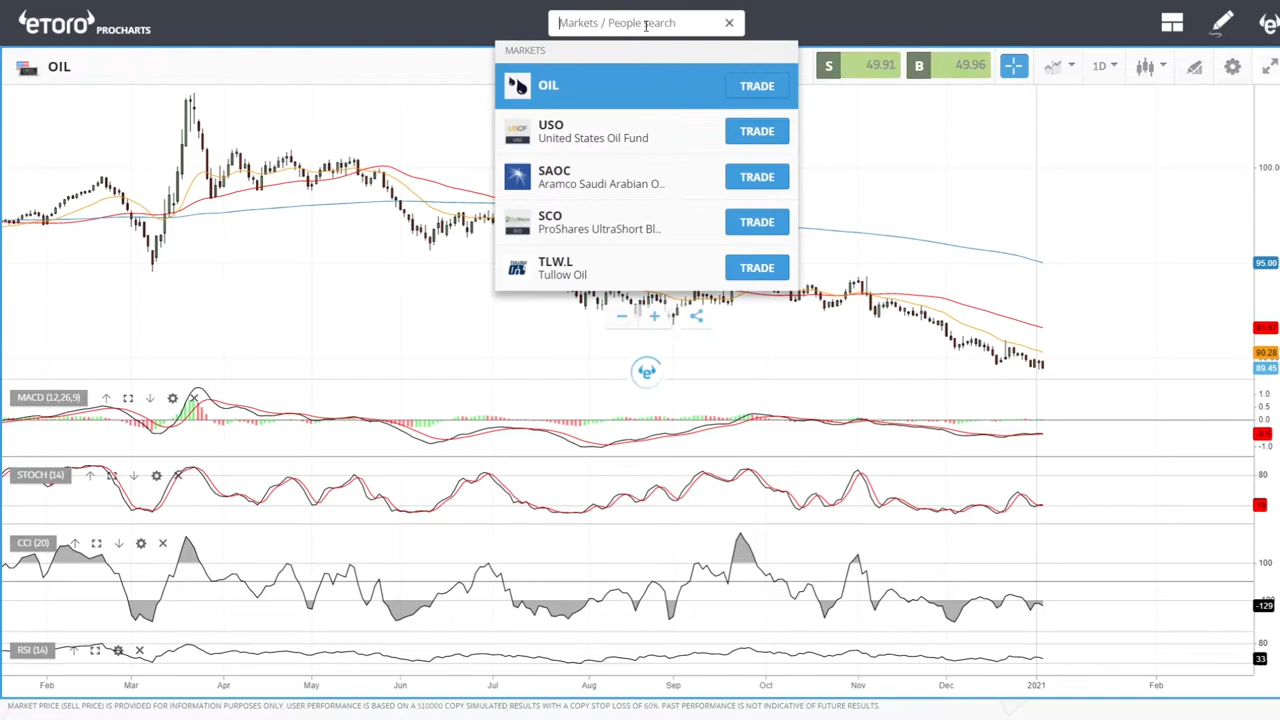 eToro PROCHARTS
Markets / People search
MARKETS
OIL
S 49.91
B 49.96
1D
OIL TRADE
USO
United States Oil Fund
TRADE
SAOC
Aramco Saudi Arabian O..
TRADE
SCO
ProShares UltraShort Bl..
TRADE
TLW.L
Tullow Oil
TRADE
100.00
95.00
90.28
89.45
MACD (12,26,9)
1.0
0.5
0.0
-1.0
STOCH (14)
80
CCI (20)
100
-129
RSI (14)
80
33
Feb Mar Apr May Jun Jul Aug Sep Oct Nov Dec 2021 Feb
MARKET PRICE (SELL PRICE) IS PROVIDED FOR INFORMATION PURPOSES ONLY. USER PERFORMANCE IS BASED ON A $10000 COPY SIMULATED RESULTS WITH A COPY STOP LOSS OF 60%. PAST PERFORMANCE IS NOT INDICATIVE OF FUTURE RESULTS.